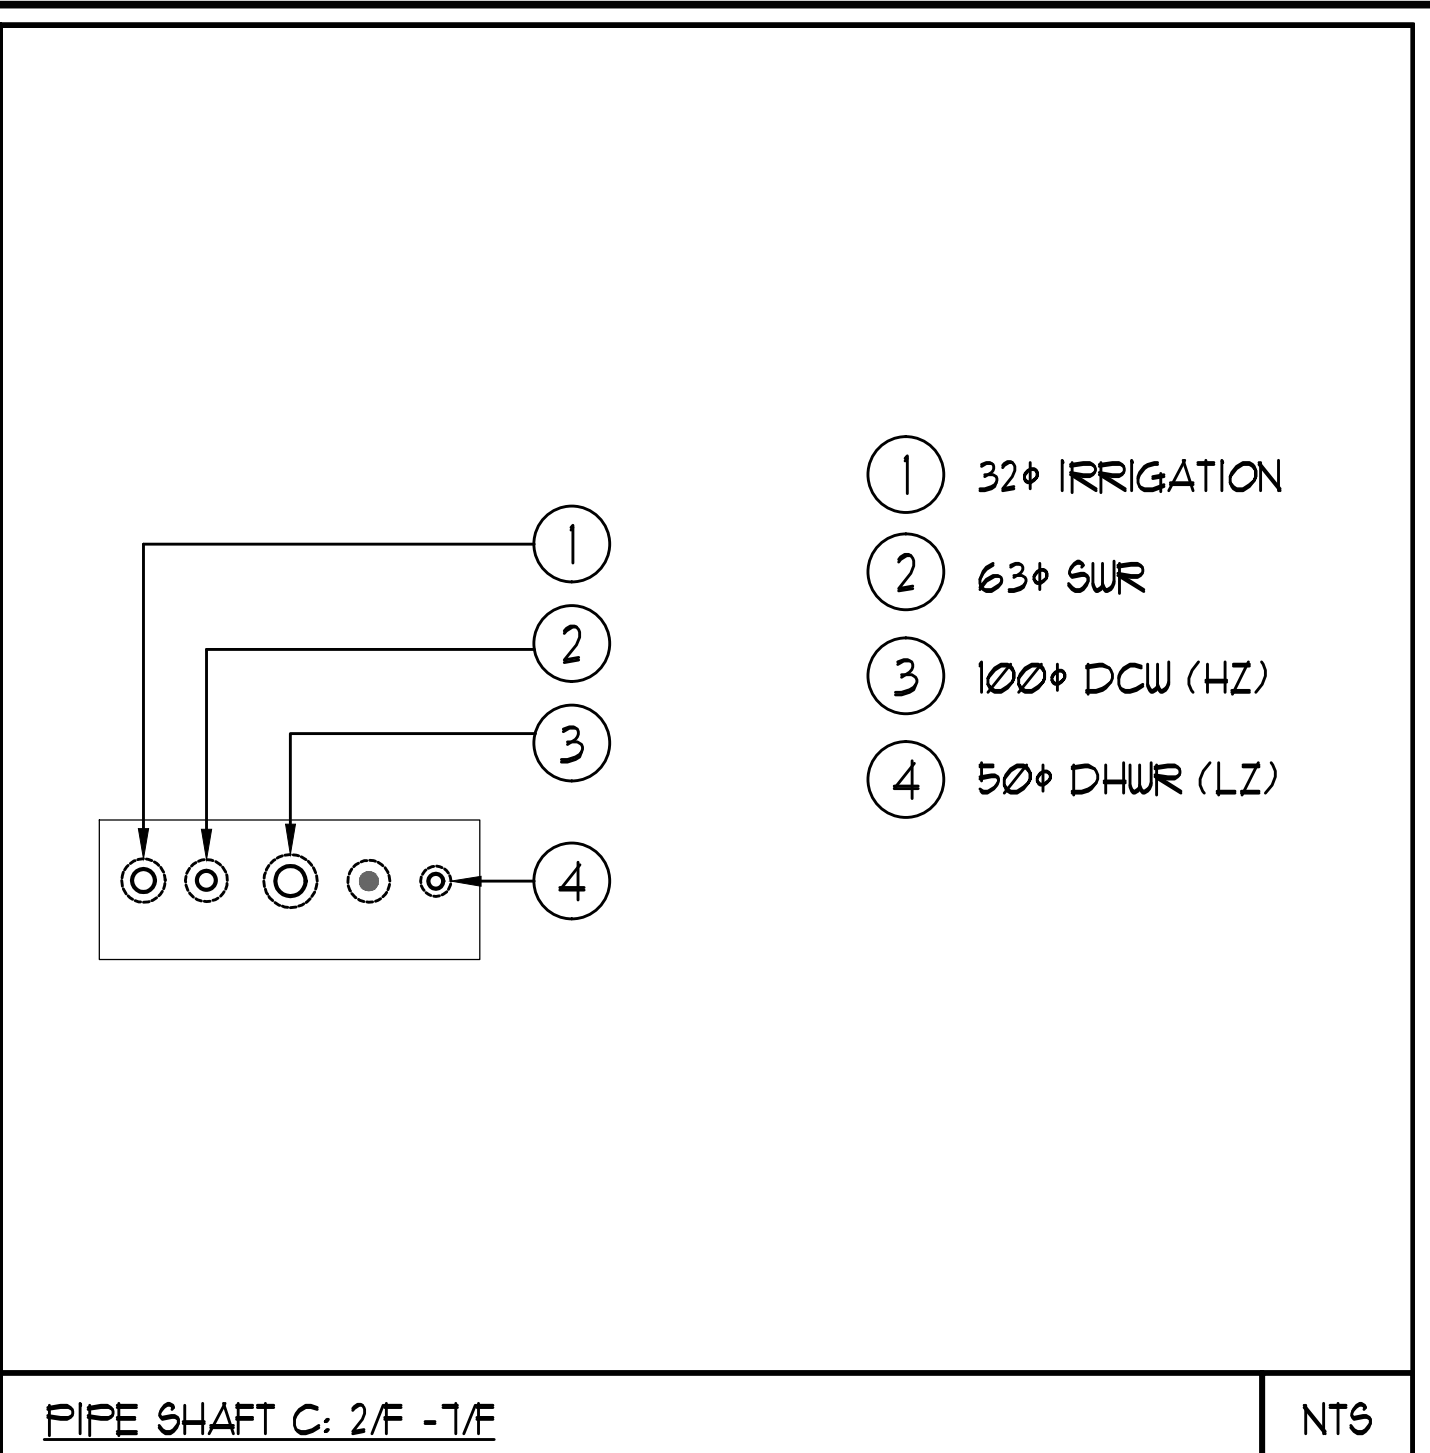 1
2
3
4
1 32Φ IRRIGATION
2 63Φ SWR
3 100Φ DCW (HZ)
4 50Φ DHWR (LZ)
PIPE SHAFT C: 2/F -7/F
NTS